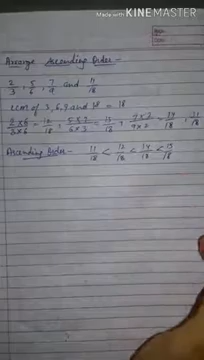 Made with KINEMASTER
Arrange Ascending Order -
2/3, 5/6, 7/9 and 11/18
LCM of 3, 6, 9 and 18 = 18
2×6/3×6 = 12/18, 5×3/6×3 = 15/18, 7×2/9×2 = 14/18, 11/18
Ascending Order - 11/18 < 12/18 < 14/18 < 15/18